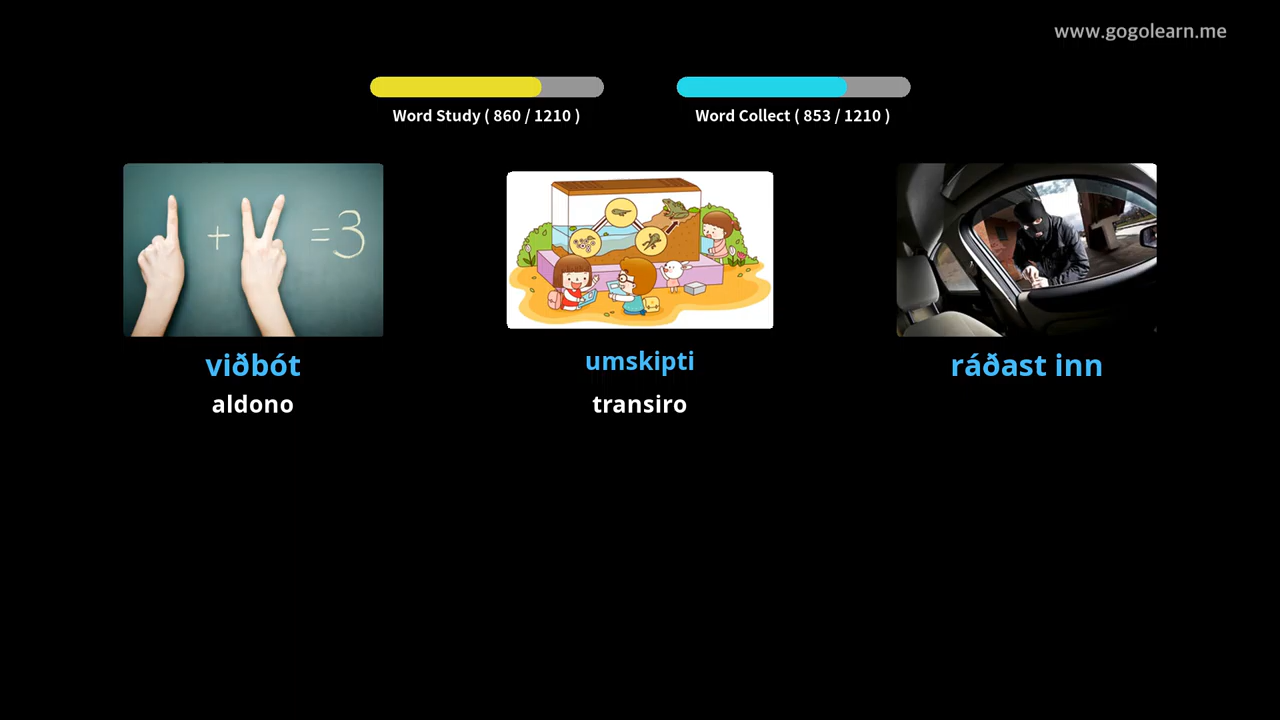 www.gogolearn.me
Word Study ( 860 / 1210 )
Word Collect ( 853 / 1210 )
+ =3
viðbót
aldono
umskipti
transiro
ráðast inn